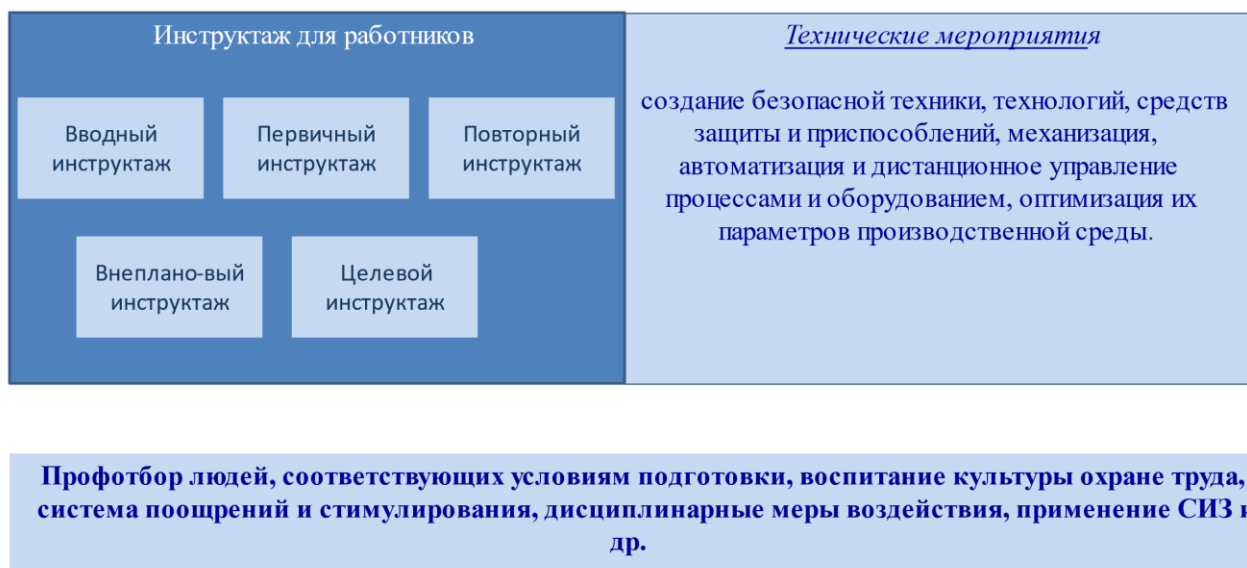 Инструктаж для работников
Вводный
инструктаж
Первичный
инструктаж
Повторный
инструктаж
Внеплано-вый
инструктаж
Целевой
инструктаж
Технические мероприятия
создание безопасной техники, технологий, средств
защиты и приспособлений, механизация,
автоматизация и дистанционное управление
процессами и оборудованием, оптимизация их
параметров производственной среды.
Профотбор людей, соответствующих условиям подготовки, воспитание культуры охране труда,
система поощрений и стимулирования, дисциплинарные меры воздействия, применение СИЗ и
др.